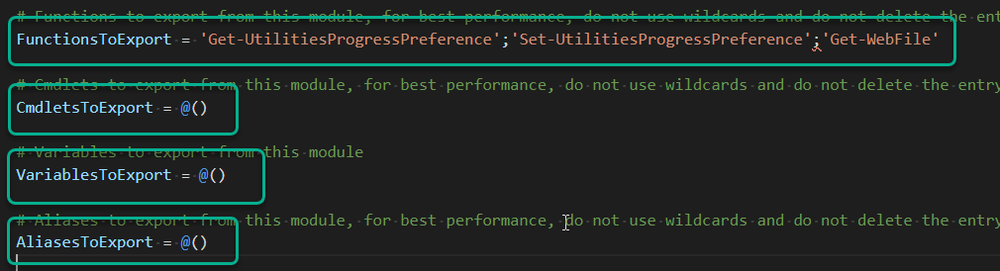 # Functions to export from this module, for best performance, do not use wildcards and do not delete the ent
FunctionsToExport = 'Get-UtilitiesProgressPreference';'Set-UtilitiesProgressPreference';'Get-WebFile'
# Cmdlets to export from this module, for best performance, do not use wildcards and do not delete the entry
CmdletsToExport = @()
# Variables to export from this module
VariablesToExport = @()
# Aliases to export from this module, for best performance, do not use wildcards and do not delete the entry
AliasesToExport = @()